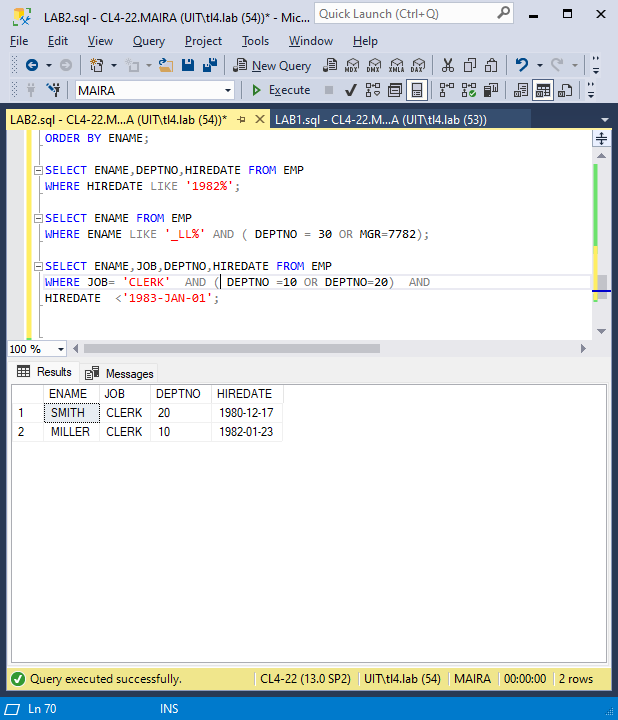 LAB2.sql - CL4-22.MAIRA (UIT\tl4.lab (54))* - Mic...
Quick Launch (Ctrl+Q)
File Edit View Query Project Tools Window Help
New Query
MDX DMX XMLA DAX
MAIRA
Execute
LAB2.sql - CL4-22.M...A (UIT\tl4.lab (54))*
LAB1.sql - CL4-22.M...A (UIT\tl4.lab (53))
ORDER BY ENAME;
SELECT ENAME,DEPTNO,HIREDATE FROM EMP
WHERE HIREDATE LIKE '1982%';
SELECT ENAME FROM EMP
WHERE ENAME LIKE '_LL%' AND ( DEPTNO = 30 OR MGR=7782);
SELECT ENAME,JOB,DEPTNO,HIREDATE FROM EMP
WHERE JOB= 'CLERK'  AND ( DEPTNO =10 OR DEPTNO=20)  AND
HIREDATE  <'1983-JAN-01';
100 %
Results Messages
ENAME JOB DEPTNO HIREDATE
1 SMITH CLERK 20 1980-12-17
2 MILLER CLERK 10 1982-01-23
Query executed successfully.
CL4-22 (13.0 SP2) UIT\tl4.lab (54) MAIRA 00:00:00 2 rows
Ln 70 INS